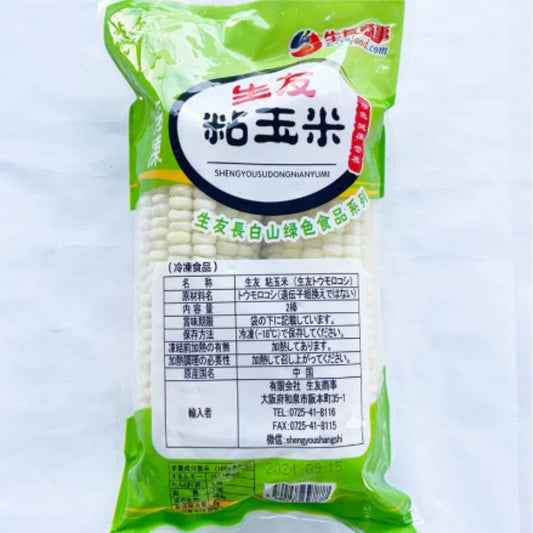 生友商事
food.com
生友
粘玉米
SHENGYOUSUDONGNIANYUMI
生友長白山绿色食品系列
(冷凍食品)
名 称 生友 粘玉米 (生友トウモロコシ)
原材料名 トウモロコシ(遺伝子組換えではない)
内 容 量 2棒
賞味期限 袋の下に記載しています。
保存方法 冷凍(-18℃)で保存してください。
凍結前加熱の有無 加熱してあります。
加熱調理の必要性 加熱して召し上がってください。
原産国名 中 国
輸入者 有限会社 生友商事
大阪府和泉市阪本町35-1
TEL:0725-41-8116
FAX:0725-41-8115
微信:shengyoushangshi
2024 09 15